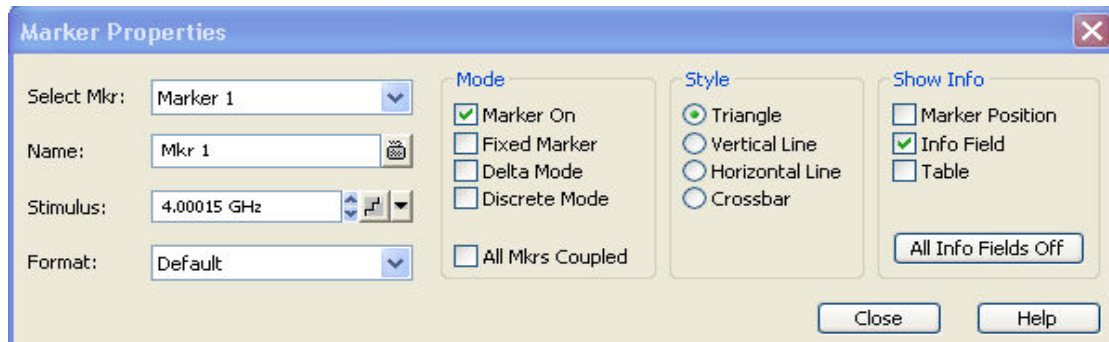 Marker Properties
Select Mkr:
Marker 1
Name:
Mkr 1
Stimulus:
4.00015 GHz
Format:
Default
Mode
Marker On
Fixed Marker
Delta Mode
Discrete Mode
All Mkrs Coupled
Style
Triangle
Vertical Line
Horizontal Line
Crossbar
Show Info
Marker Position
Info Field
Table
All Info Fields Off
Close
Help